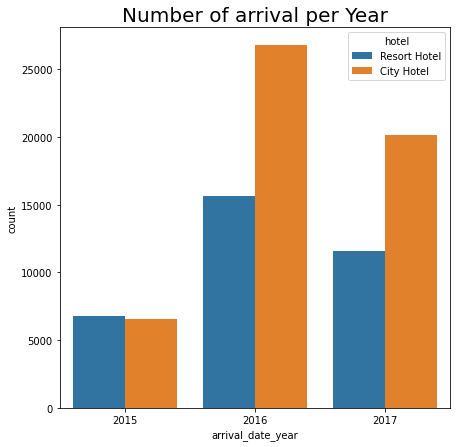 Number of arrival per Year
hotel
Resort Hotel
City Hotel
count
25000
20000
15000
10000
5000
0
2015
2016
2017
arrival_date_year